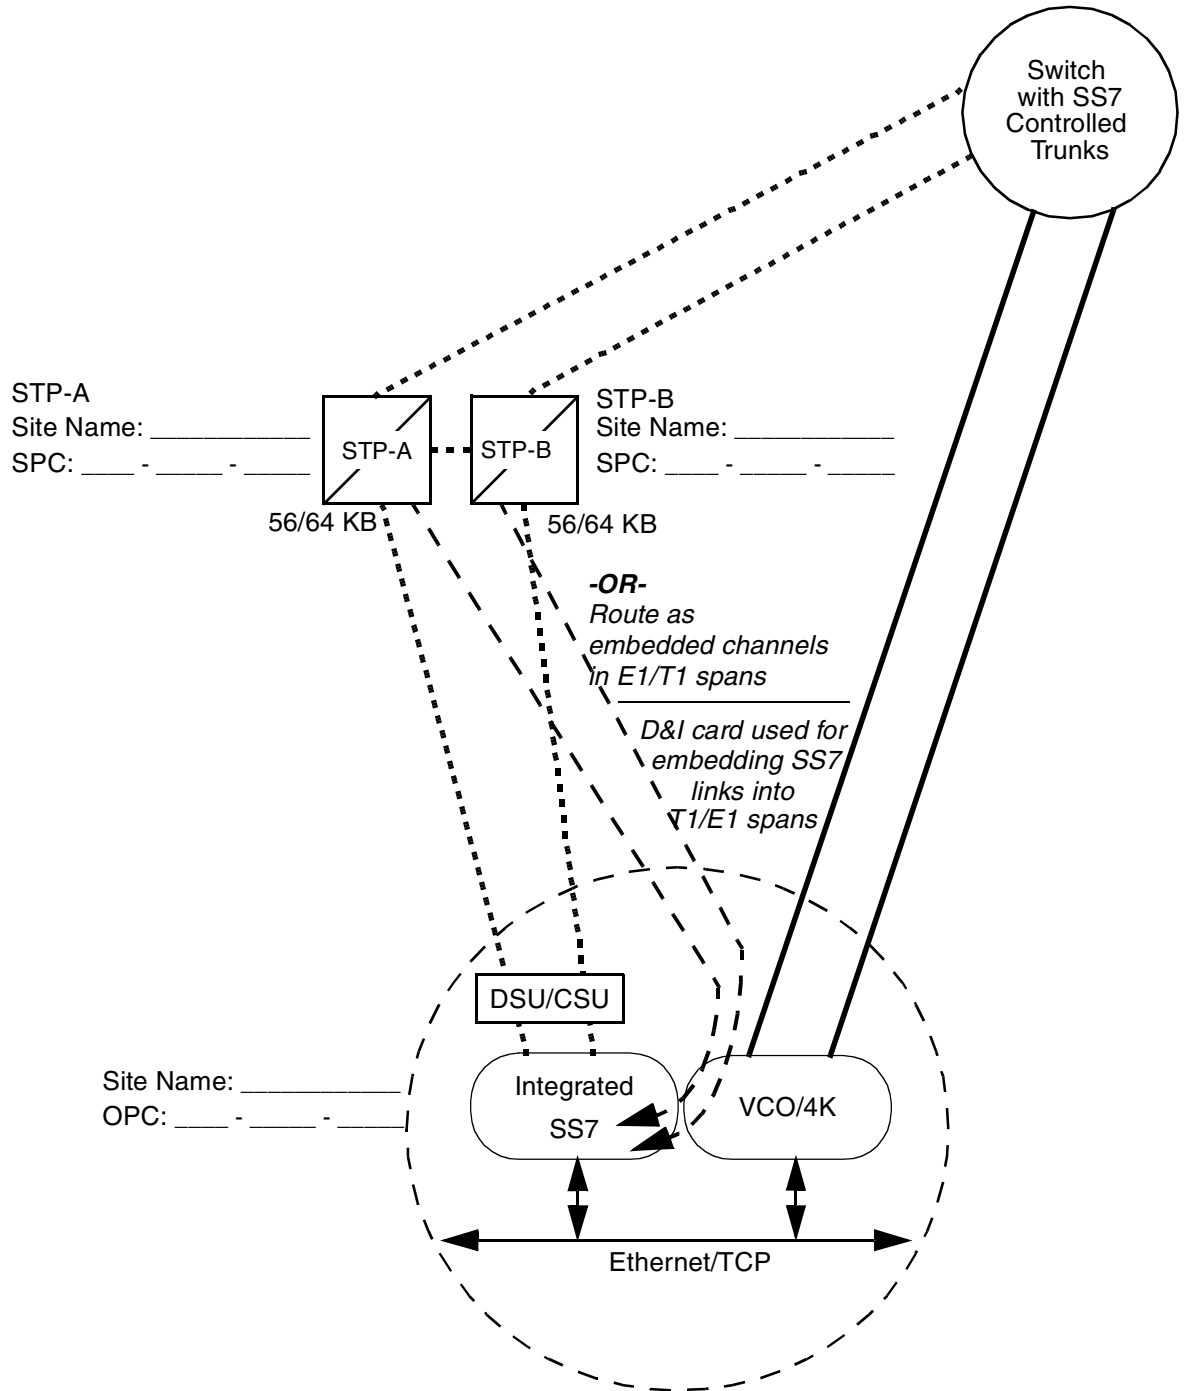 Switch
with SS7
Controlled
Trunks
STP-A
Site Name: ___________
SPC: ____ - _____ - _____
STP-A
STP-B
STP-B
Site Name: ___________
SPC: ____ - _____ - _____
56/64 KB
56/64 KB
-OR-
Route as
embedded channels
in E1/T1 spans
D&I card used for
embedding SS7
links into
T1/E1 spans
DSU/CSU
Integrated
SS7
VCO/4K
Site Name: ___________
OPC: ____ - _____ - _____
Ethernet/TCP